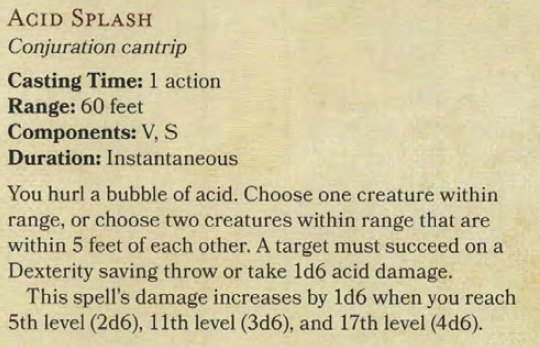 ACID SPLASH
Conjuration cantrip
Casting Time: 1 action
Range: 60 feet
Components: V, S
Duration: Instantaneous
You hurl a bubble of acid. Choose one creature within
range, or choose two creatures within range that are
within 5 feet of each other. A target must succeed on a
Dexterity saving throw or take 1d6 acid damage.
This spell's damage increases by 1d6 when you reach
5th level (2d6), 11th level (3d6), and 17th level (4d6).